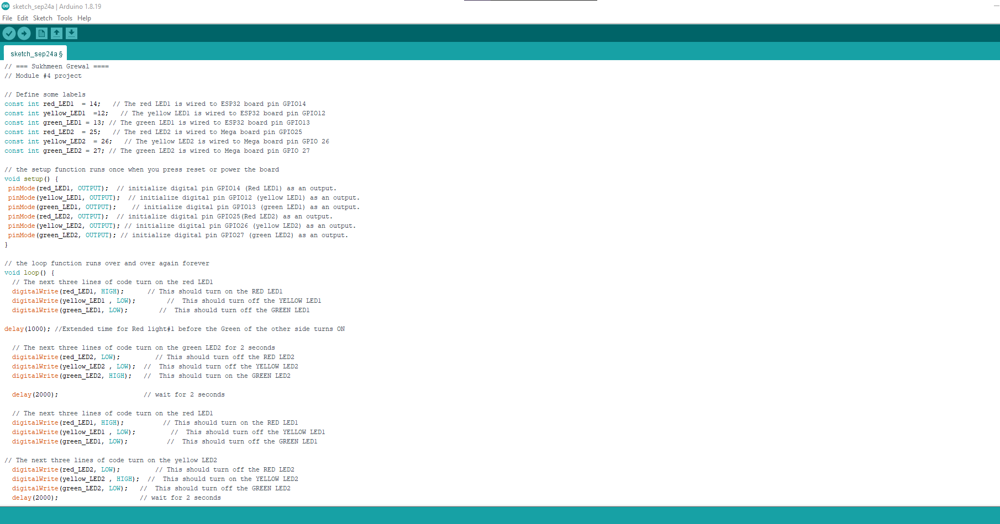 sketch_sep24a | Arduino 1.8.19
File Edit Sketch Tools Help
sketch_sep24a §
// === Sukhmeen Grewal ====
// Module #4 project
// Define some labels
const int red_LED1  = 14;   // The red LED1 is wired to ESP32 board pin GPIO14
const int yellow_LED1  =12;   // The yellow LED1 is wired to ESP32 board pin GPIO12
const int green_LED1 = 13; // The green LED1 is wired to ESP32 board pin GPIO13
const int red_LED2  = 25;   // The red LED2 is wired to Mega board pin GPIO25
const int yellow_LED2  = 26;   // The yellow LED2 is wired to Mega board pin GPIO 26
const int green_LED2 = 27; // The green LED2 is wired to Mega board pin GPIO 27
// the setup function runs once when you press reset or power the board
void setup() {
 pinMode(red_LED1, OUTPUT);  // initialize digital pin GPIO14 (Red LED1) as an output.
 pinMode(yellow_LED1, OUTPUT);  // initialize digital pin GPIO12 (yellow LED1) as an output.
 pinMode(green_LED1, OUTPUT);    // initialize digital pin GPIO13 (green LED1) as an output.
 pinMode(red_LED2, OUTPUT);  // initialize digital pin GPIO25(Red LED2) as an output.
 pinMode(yellow_LED2, OUTPUT); // initialize digital pin GPIO26 (yellow LED2) as an output.
 pinMode(green_LED2, OUTPUT); // initialize digital pin GPIO27 (green LED2) as an output.
}
// the loop function runs over and over again forever
void loop() {
  // The next three lines of code turn on the red LED1
  digitalWrite(red_LED1, HIGH);      // This should turn on the RED LED1
  digitalWrite(yellow_LED1 , LOW);        //  This should turn off the YELLOW LED1
  digitalWrite(green_LED1, LOW);        //  This should turn off the GREEN LED1
delay(1000); //Extended time for Red light#1 before the Green of the other side turns ON
  // The next three lines of code turn on the green LED2 for 2 seconds
  digitalWrite(red_LED2, LOW);         // This should turn off the RED LED2
  digitalWrite(yellow_LED2 , LOW);  //  This should turn off the YELLOW LED2
  digitalWrite(green_LED2, HIGH);   //  This should turn on the GREEN LED2
  delay(2000);                      // wait for 2 seconds
  // The next three lines of code turn on the red LED1
  digitalWrite(red_LED1, HIGH);          // This should turn on the RED LED1
  digitalWrite(yellow_LED1 , LOW);         //  This should turn off the YELLOW LED1
  digitalWrite(green_LED1, LOW);          //  This should turn off the GREEN LED1
// The next three lines of code turn on the yellow LED2
  digitalWrite(red_LED2, LOW);         // This should turn off the RED LED2
  digitalWrite(yellow_LED2 , HIGH);  //  This should turn on the YELLOW LED2
  digitalWrite(green_LED2, LOW);   //  This should turn off the GREEN LED2
  delay(2000);                     // wait for 2 seconds